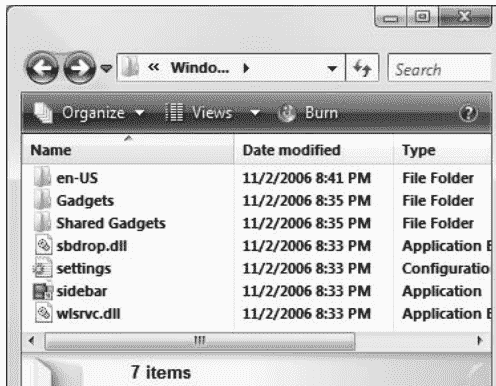 « Windo...
Search
Organize Views Burn
Name Date modified Type
en-US 11/2/2006 8:41 PM File Folder
Gadgets 11/2/2006 8:35 PM File Folder
Shared Gadgets 11/2/2006 8:35 PM File Folder
sbdrop.dll 11/2/2006 8:33 PM Application E
settings 11/2/2006 8:33 PM Configuratio
sidebar 11/2/2006 8:33 PM Application
wlsrvc.dll 11/2/2006 8:33 PM Application E
7 items